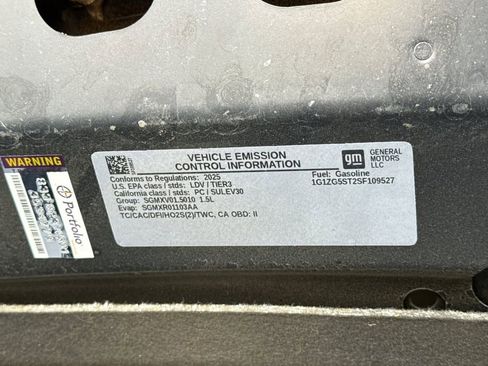 WARNING
Portfolio
VEHICLE EMISSION
CONTROL INFORMATION
Conforms to Regulations: 2025
U.S. EPA class / stds: LDV / TIER3
California class / stds: PC / SULEV30
Group: SGMXV01.5010 1.5L
Evap: SGMXR01103AA
TC/CAC/DFI/HO2S(2)/TWC, CA OBD: II
gm
GENERAL
MOTORS
LLC
Fuel: Gasoline
1G1ZG5ST2SF109527